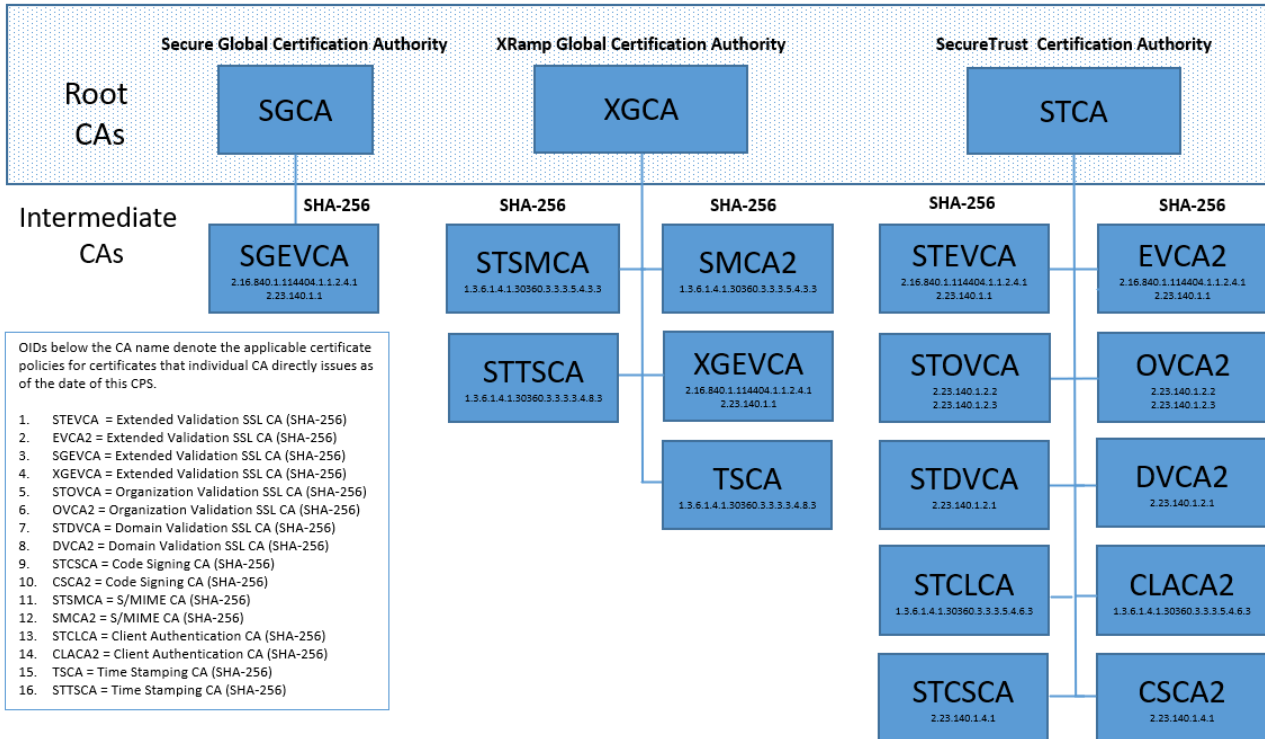 Secure Global Certification Authority
XRamp Global Certification Authority
SecureTrust Certification Authority
Root
CAs
SGCA
XGCA
STCA
Intermediate
CAs
SHA-256
SHA-256
SHA-256
SHA-256
SHA-256
SGEVCA
2.16.840.1.114404.1.1.2.4.1
2.23.140.1.1
STSMCA
1.3.6.1.4.1.30360.3.3.3.5.4.3.3
SMCA2
1.3.6.1.4.1.30360.3.3.3.5.4.3.3
STEVCA
2.16.840.1.114404.1.1.2.4.1
2.23.140.1.1
EVCA2
2.16.840.1.114404.1.1.2.4.1
2.23.140.1.1
STTSCA
1.3.6.1.4.1.30360.3.3.3.3.4.8.3
XGEVCA
2.16.840.1.114404.1.1.2.4.1
2.23.140.1.1
STOVCA
2.23.140.1.2.2
2.23.140.1.2.3
OVCA2
2.23.140.1.2.2
2.23.140.1.2.3
TSCA
1.3.6.1.4.1.30360.3.3.3.3.4.8.3
STDVCA
2.23.140.1.2.1
DVCA2
2.23.140.1.2.1
STCLCA
1.3.6.1.4.1.30360.3.3.3.5.4.6.3
CLACA2
1.3.6.1.4.1.30360.3.3.3.5.4.6.3
STCSCA
2.23.140.1.4.1
CSCA2
2.23.140.1.4.1
OIDs below the CA name denote the applicable certificate
policies for certificates that individual CA directly issues as
of the date of this CPS.
1. STEVCA = Extended Validation SSL CA (SHA-256)
2. EVCA2 = Extended Validation SSL CA (SHA-256)
3. SGEVCA = Extended Validation SSL CA (SHA-256)
4. XGEVCA = Extended Validation SSL CA (SHA-256)
5. STOVCA = Organization Validation SSL CA (SHA-256)
6. OVCA2 = Organization Validation SSL CA (SHA-256)
7. STDVCA = Domain Validation SSL CA (SHA-256)
8. DVCA2 = Domain Validation SSL CA (SHA-256)
9. STCSCA = Code Signing CA (SHA-256)
10. CSCA2 = Code Signing CA (SHA-256)
11. STSMCA = S/MIME CA (SHA-256)
12. SMCA2 = S/MIME CA (SHA-256)
13. STCLCA = Client Authentication CA (SHA-256)
14. CLACA2 = Client Authentication CA (SHA-256)
15. TSCA = Time Stamping CA (SHA-256)
16. STTSCA = Time Stamping CA (SHA-256)